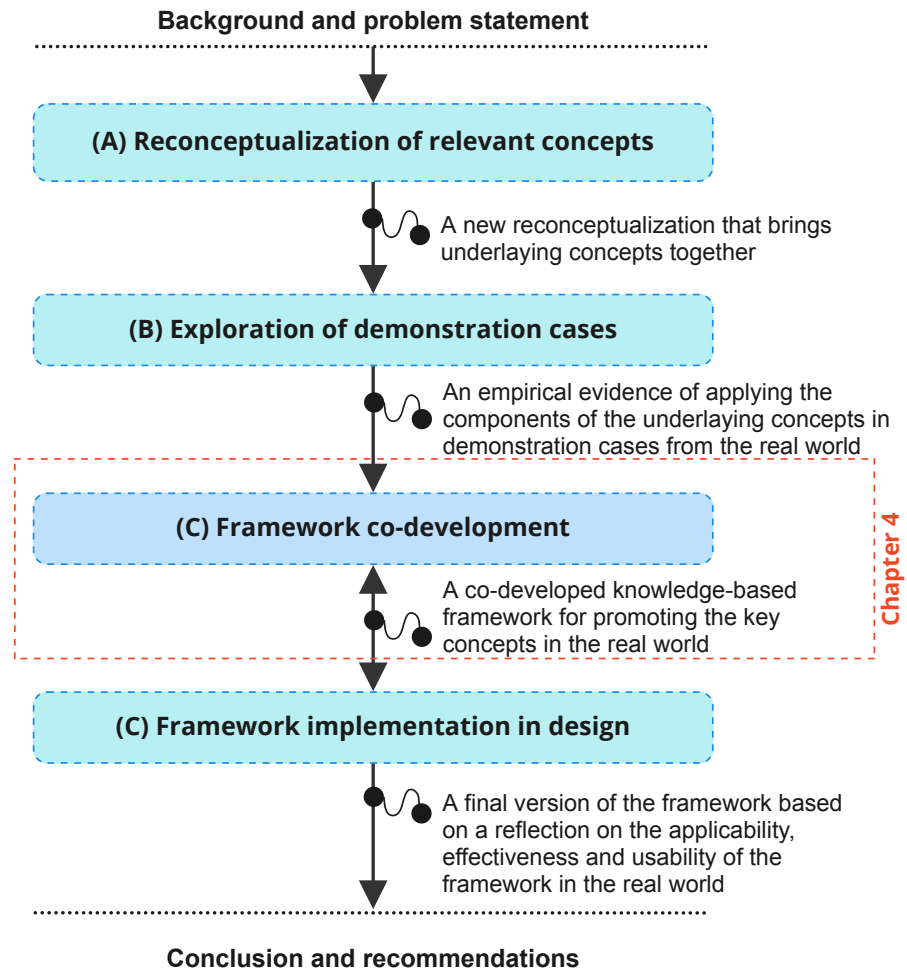 Background and problem statement
(A) Reconceptualization of relevant concepts
A new reconceptualization that brings
underlaying concepts together
(B) Exploration of demonstration cases
An empirical evidence of applying the
components of the underlaying concepts in
demonstration cases from the real world
(C) Framework co-development
Chapter 4
A co-developed knowledge-based
framework for promoting the key
concepts in the real world
(C) Framework implementation in design
A final version of the framework based
on a reflection on the applicability,
effectiveness and usability of the
framework in the real world
Conclusion and recommendations